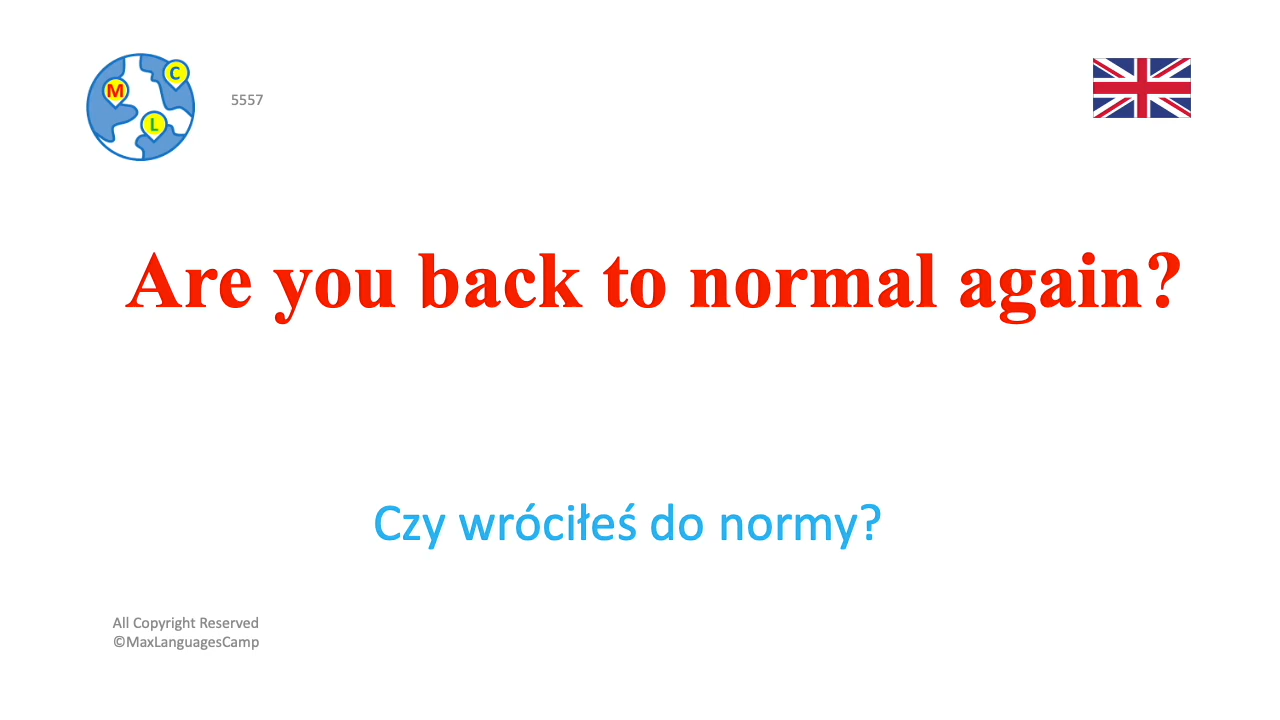 M
C
L
5557
Are you back to normal again?
Czy wróciłeś do normy?
All Copyright Reserved
©MaxLanguagesCamp